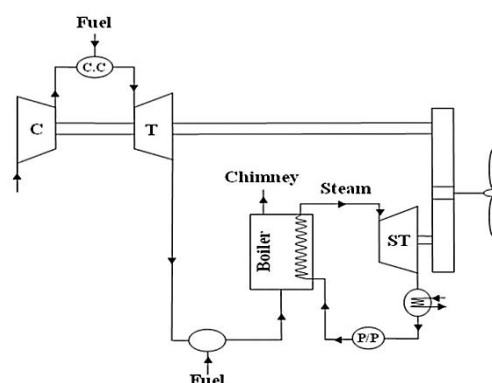 Fuel
C.C
C
T
Chimney
Steam
Boiler
ST
P/P
Fuel